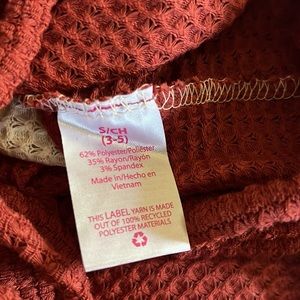 S/CH
(3-5)
62% Polyester/Poliéster
35% Rayon/Rayón
3% Spandex
Made in/Hecho en
Vietnam
THIS LABEL YARN IS MADE
OUT OF 100% RECYCLED
POLYESTER MATERIALS